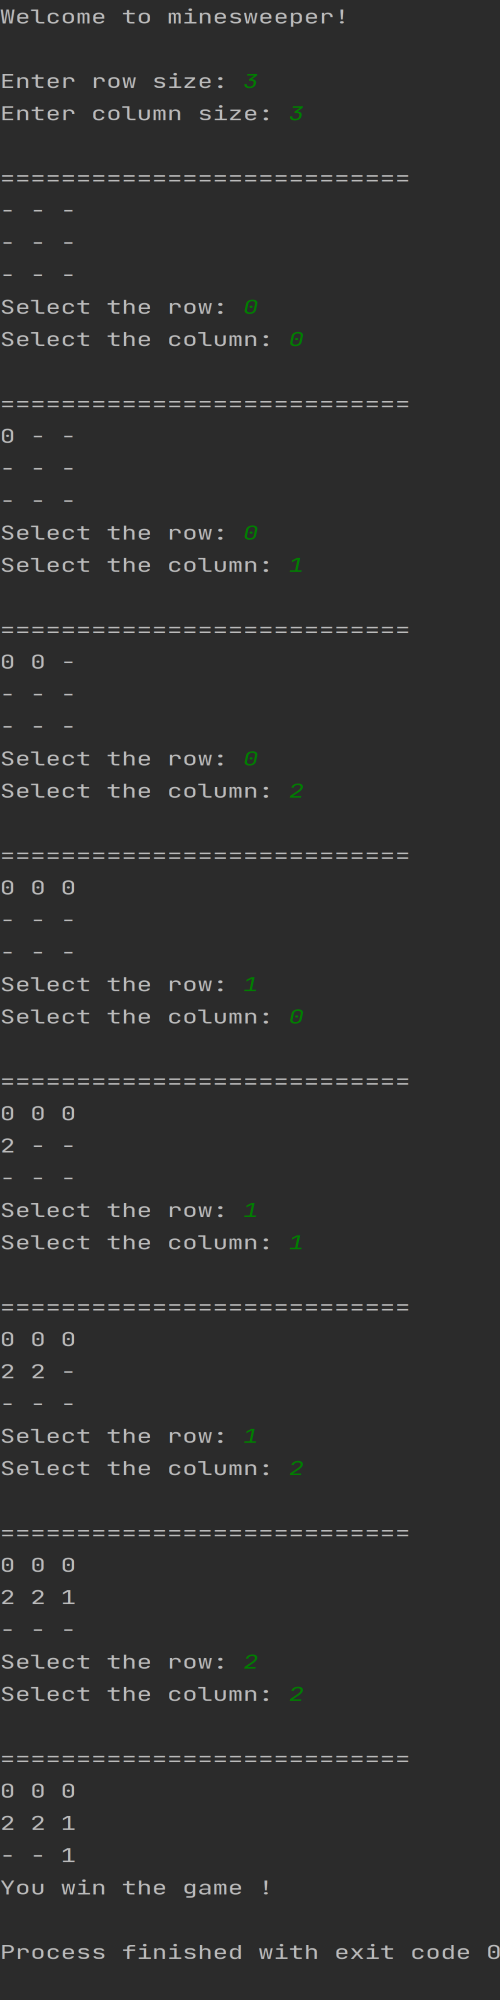 Welcome to minesweeper!
Enter row size: 3
Enter column size: 3
===========================
- - -
- - -
- - -
Select the row: 0
Select the column: 0
===========================
0 - -
- - -
- - -
Select the row: 0
Select the column: 1
===========================
0 0 -
- - -
- - -
Select the row: 0
Select the column: 2
===========================
0 0 0
- - -
- - -
Select the row: 1
Select the column: 0
===========================
0 0 0
2 - -
- - -
Select the row: 1
Select the column: 1
===========================
0 0 0
2 2 -
- - -
Select the row: 1
Select the column: 2
===========================
0 0 0
2 2 1
- - -
Select the row: 2
Select the column: 2
===========================
0 0 0
2 2 1
- - 1
You win the game !
Process finished with exit code 0